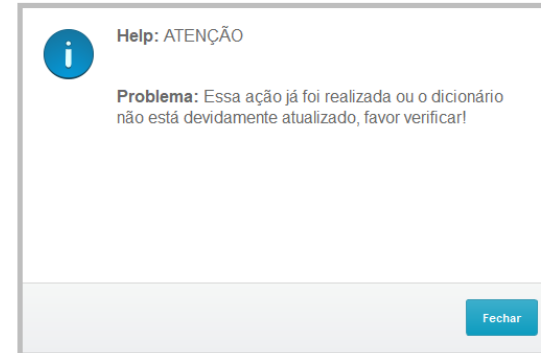 Help: ATENÇÃO
Problema: Essa ação já foi realizada ou o dicionário
não está devidamente atualizado, favor verificar!
Fechar